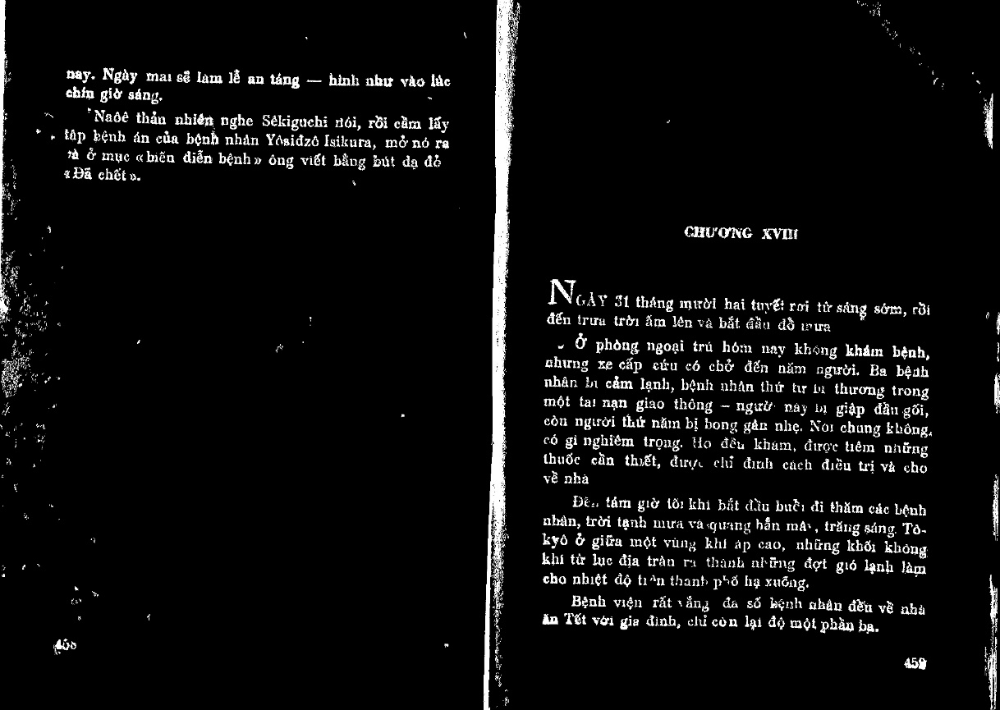 nay. Ngày mai sẽ làm lễ an táng — hình như vào lúc
chín giờ sáng.
Naôê thản nhiên nghe Sêkiguchi nói, rồi cầm lấy
tập bệnh án của bệnh nhân Yôsiđzô Isikura, mở nó ra
và ở mục «biến diễn bệnh» ông viết bằng bút dạ đỏ
«Đã chết».
CHƯƠNG XVIII
NGÀY 31 tháng mười hai tuyết rơi từ sáng sớm, rồi
đến trưa trời ấm lên và bắt đầu đổ mưa
Ở phòng ngoại trú hôm nay không khám bệnh,
nhưng xe cấp cứu có chở đến năm người. Ba bệnh
nhân bị cảm lạnh, bệnh nhân thứ tư bị thương trong
một tai nạn giao thông — người này bị giập đầu gối,
còn người thứ năm bị bong gân nhẹ. Nói chung không
có gì nghiêm trọng. Họ đều khám, được tiêm những
thuốc cần thiết, được chỉ định cách điều trị và cho
về nhà
Đến tám giờ tối khi bắt đầu buổi đi thăm các bệnh
nhân, trời tạnh mưa và quang hẳn mây, trăng sáng. Tô-
kyô ở giữa một vùng khí áp cao, những khối không
khí từ lục địa tràn ra thành những đợt gió lạnh làm
cho nhiệt độ trên thành phố hạ xuống.
Bệnh viện rất vắng đa số bệnh nhân đều về nhà
ăn Tết với gia đình, chỉ còn lại độ một phần ba.
459